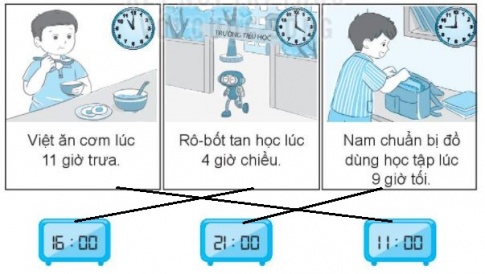 TRƯỜNG TIỂU HỌC
Việt ăn cơm lúc
11 giờ trưa.
Rô-bốt tan học lúc
4 giờ chiều.
Nam chuẩn bị đồ
dùng học tập lúc
9 giờ tối.
16:00
21:00
11:00